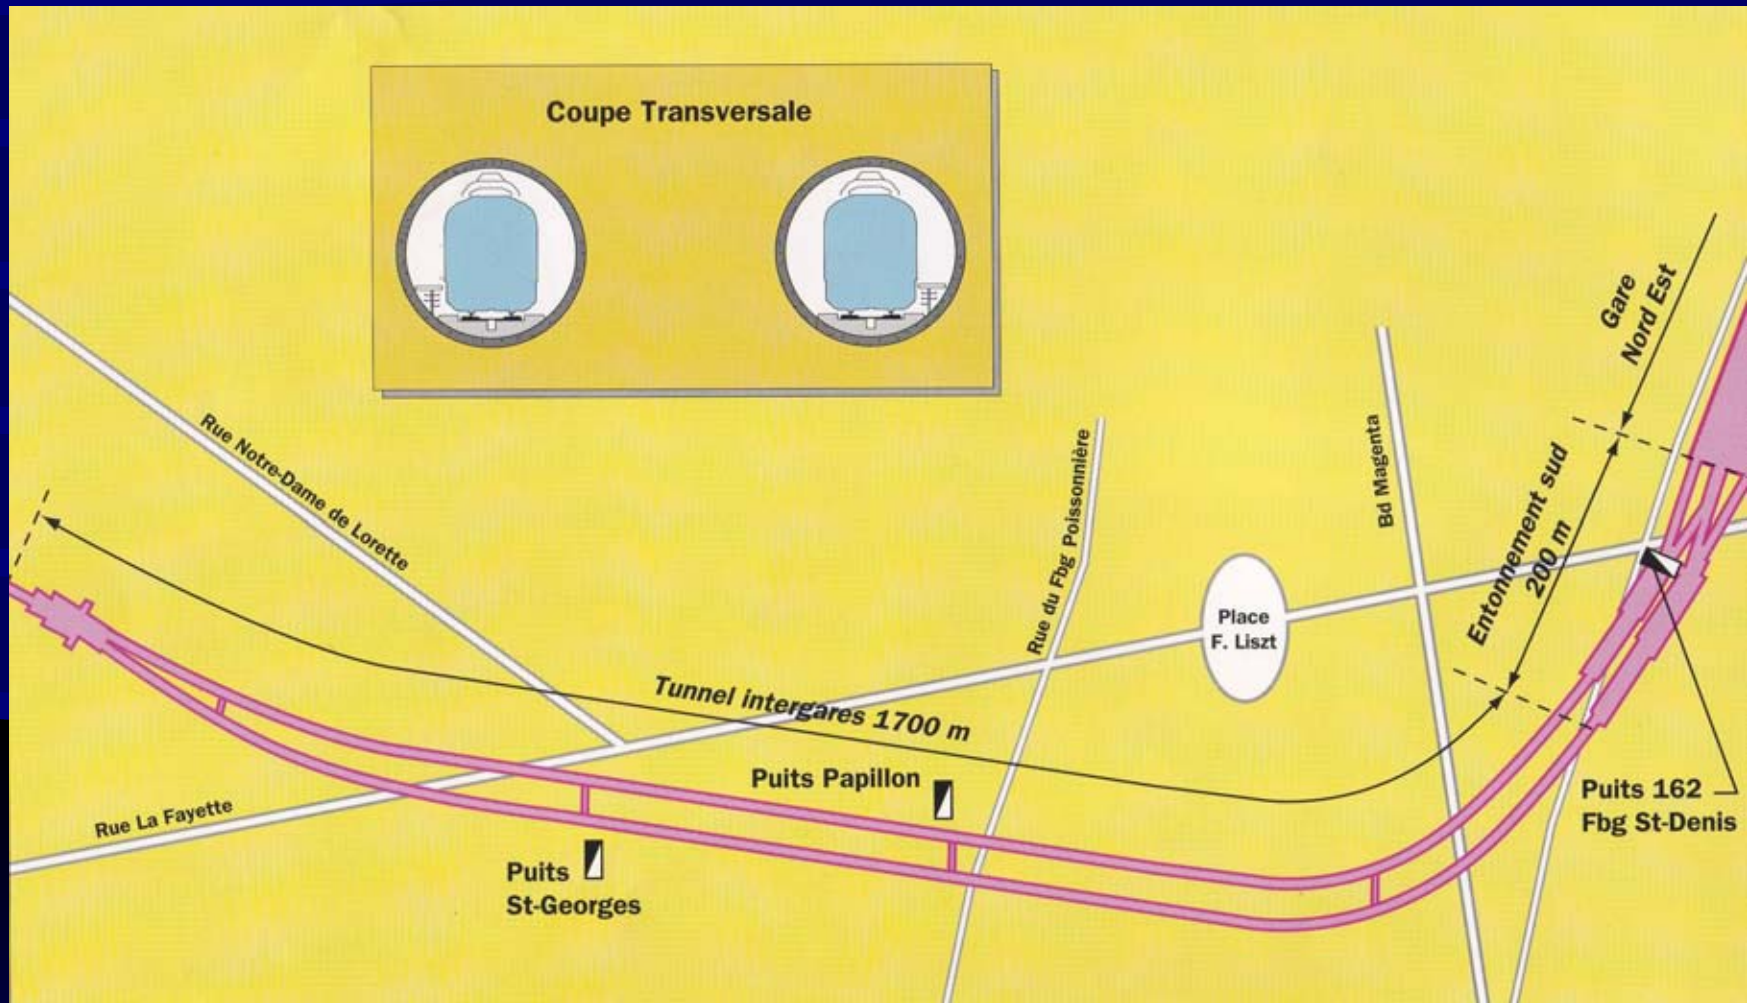 Coupe Transversale
Gare
Nord Est
Rue Notre-Dame de Lorette
Rue du Fbg Poissonnière
Bd Magenta
Entonnement sud
200 m
Place
F. Liszt
Tunnel intergares 1700 m
Puits Papillon
Rue La Fayette
Puits
St-Georges
Puits 162
Fbg St-Denis